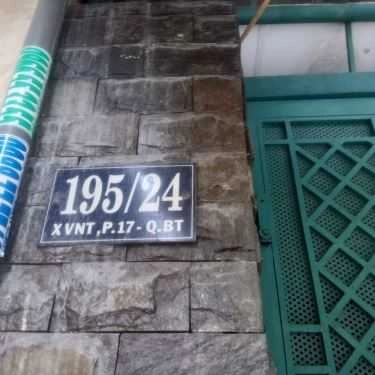 195/24
X VNT, P.17 - Q.BT